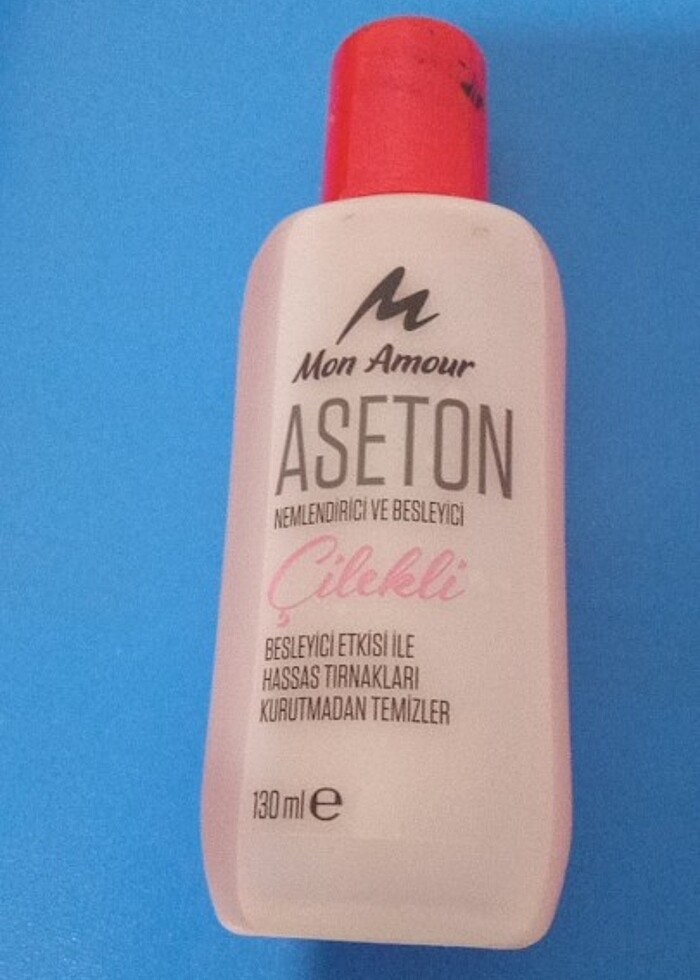 Mon Amour
ASETON
NEMLENDİRİCİ VE BESLEYİCİ
Çilekli
BESLEYİCİ ETKİSİ İLE
HASSAS TIRNAKLARI
KURUTMADAN TEMİZLER
130 ml e